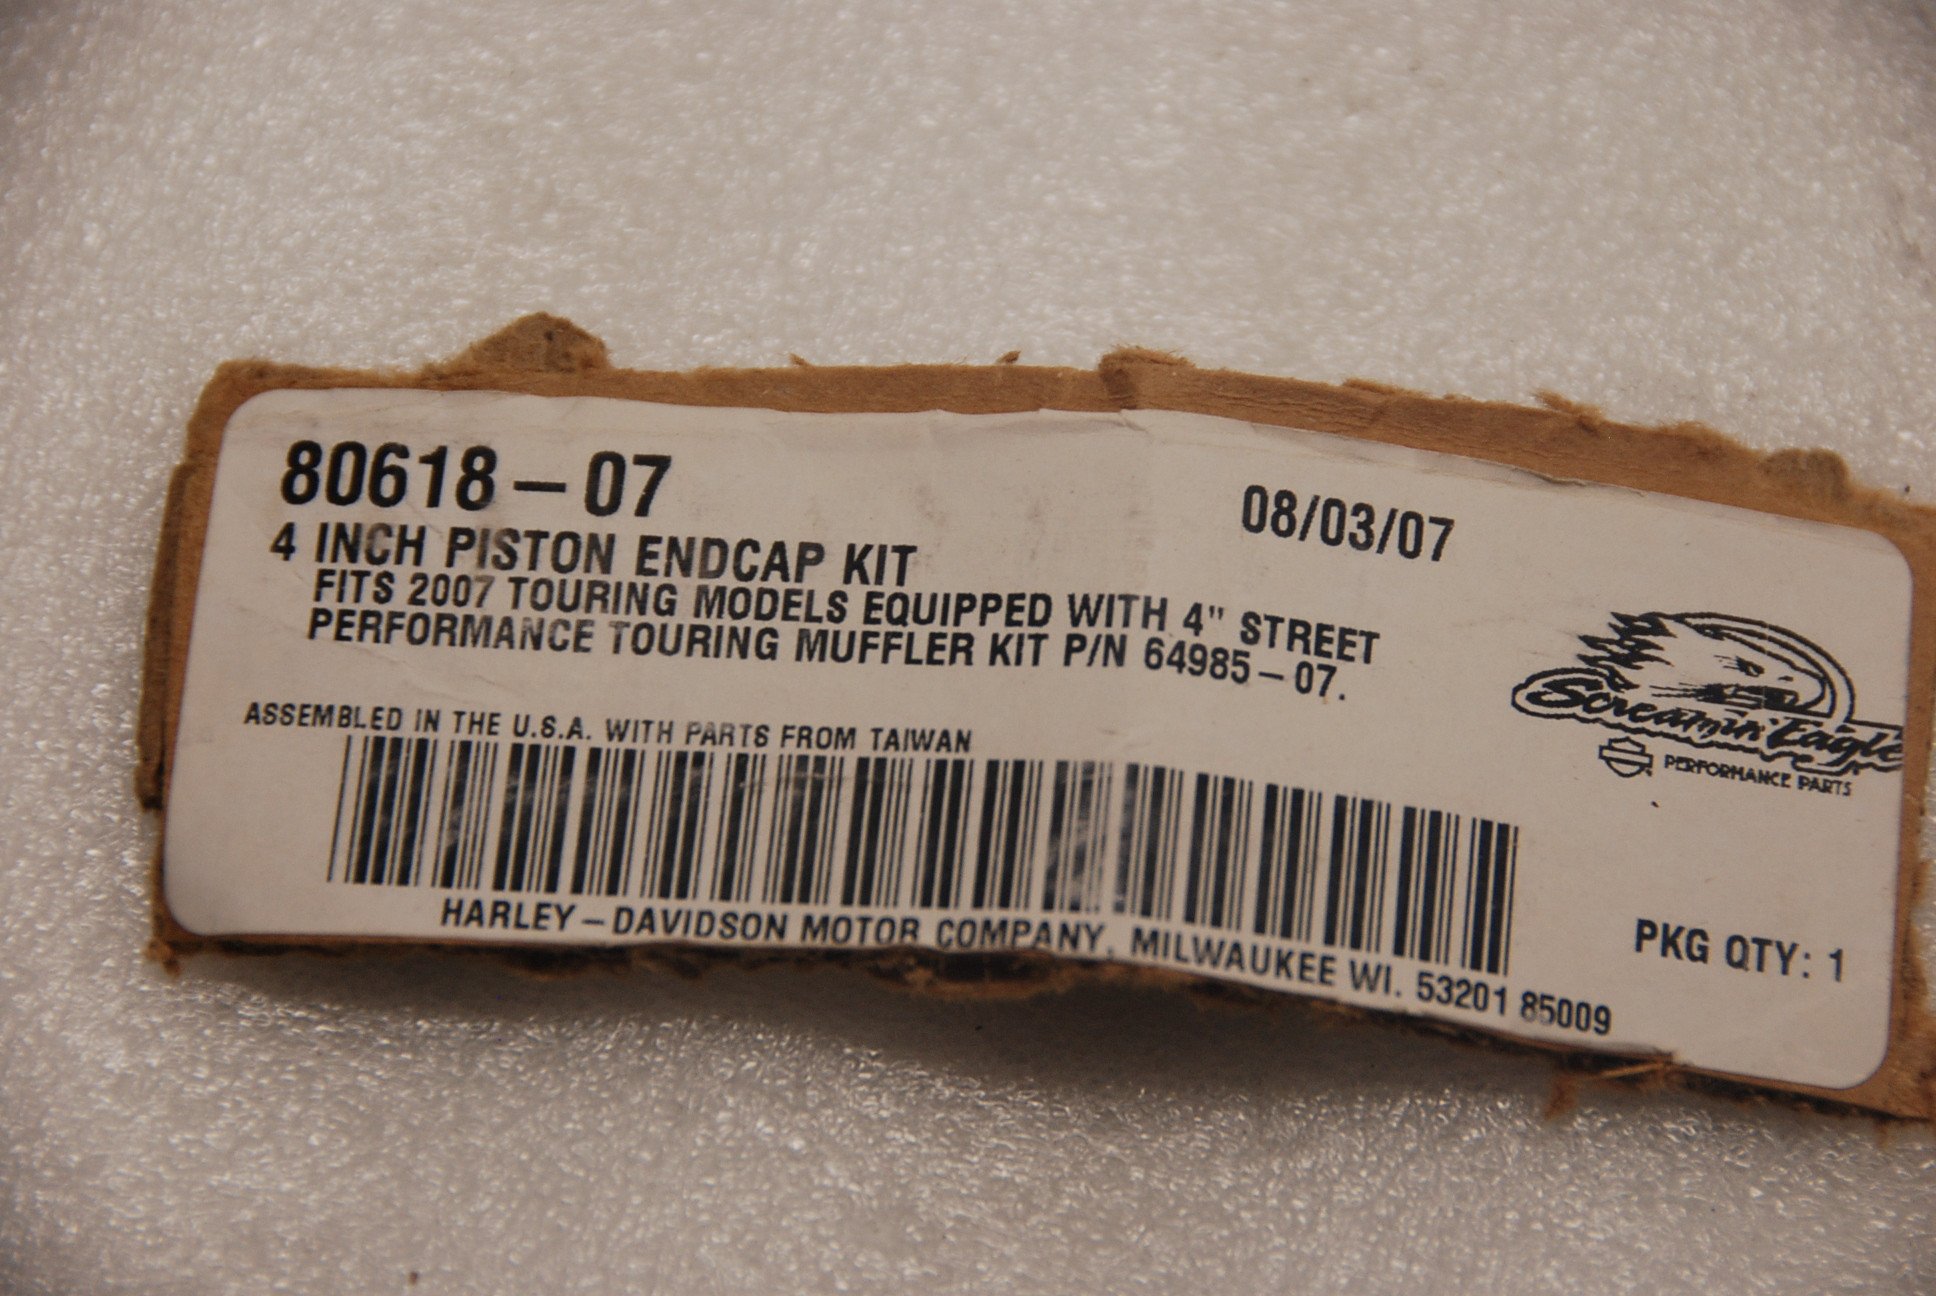 80618-07
08/03/07
4 INCH PISTON ENDCAP KIT
FITS 2007 TOURING MODELS EQUIPPED WITH 4" STREET
PERFORMANCE TOURING MUFFLER KIT P/N 64985-07.
Screamin' Eagle
PERFORMANCE PARTS
ASSEMBLED IN THE U.S.A. WITH PARTS FROM TAIWAN
HARLEY-DAVIDSON MOTOR COMPANY, MILWAUKEE WI. 53201 85009
PKG QTY: 1